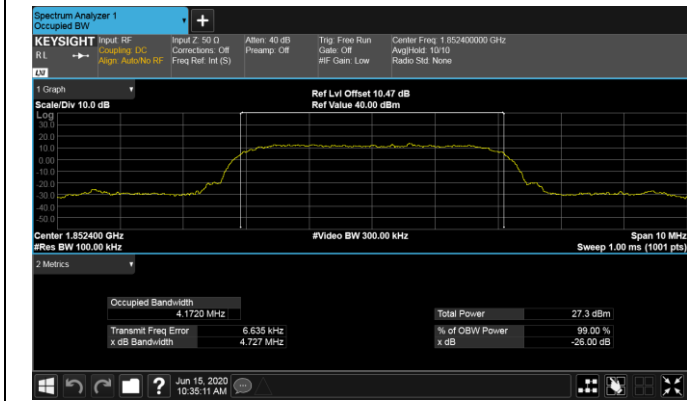 Spectrum Analyzer 1
Occupied BW
+
KEYSIGHT Input: RF Input Z: 50 Ω Atten: 40 dB Trig: Free Run Center Freq: 1.852400000 GHz
R L Coupling: DC Corrections: Off Preamp: Off Gate: Off Avg|Hold: 10/10
Align: Auto/No RF Freq Ref: Int (S) #IF Gain: Low Radio Std: None
LXI
1 Graph
Ref Lvl Offset 10.47 dB
Scale/Div 10.0 dB Ref Value 40.00 dBm
Log
30.0
20.0
10.0
0.00
-10.0
-20.0
-30.0
-40.0
-50.0
Center 1.852400 GHz #Video BW 300.00 kHz Span 10 MHz
#Res BW 100.00 kHz Sweep 1.00 ms (1001 pts)
2 Metrics
Occupied Bandwidth
4.1720 MHz Total Power 27.3 dBm
Transmit Freq Error 6.635 kHz % of OBW Power 99.00 %
x dB Bandwidth 4.727 MHz x dB -26.00 dB
? Jun 15, 2020
10:35:11 AM